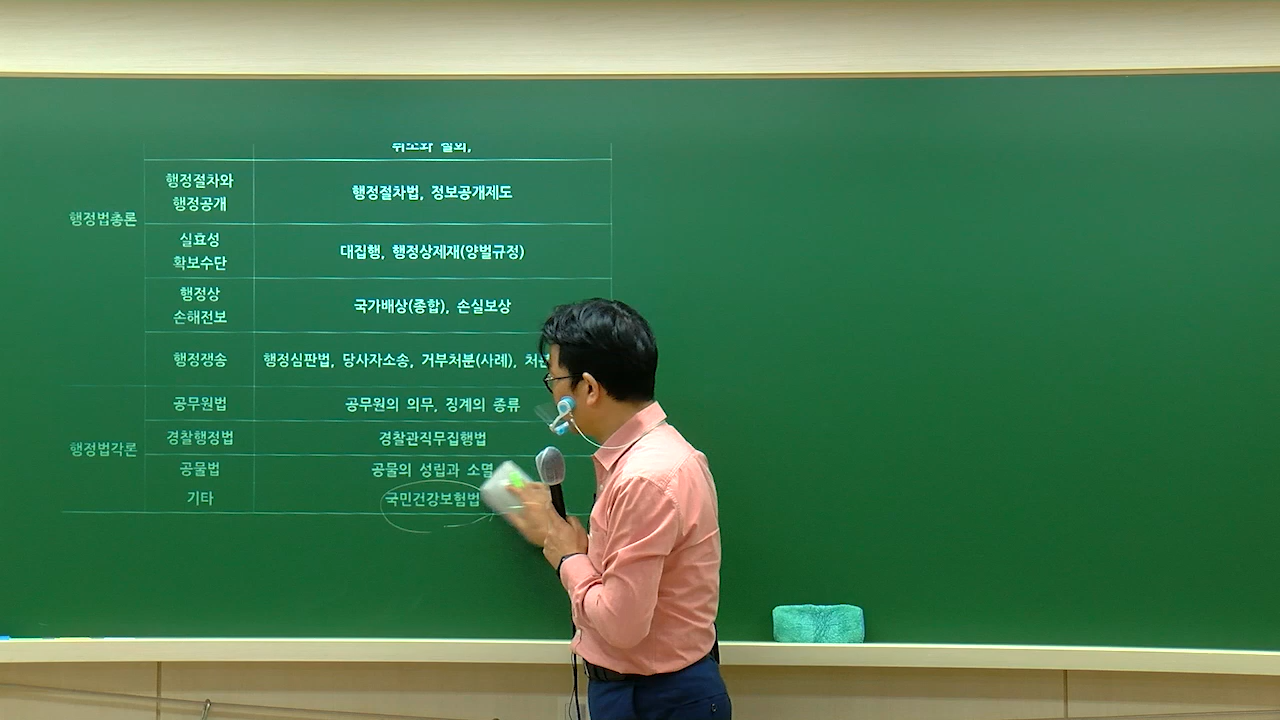 취소와 철회,
행정법총론
행정절차와
행정공개
행정절차법, 정보공개제도
실효성
확보수단
대집행, 행정상제재(양벌규정)
행정상
손해전보
국가배상(종합), 손실보상
행정쟁송
행정심판법, 당사자소송, 거부처분(사례),
행정법각론
공무원법
공무원의 의무, 징계의 종류
경찰행정법
경찰관직무집행법
공물법
공물의 성립과 소멸
기타
국민건강보험법